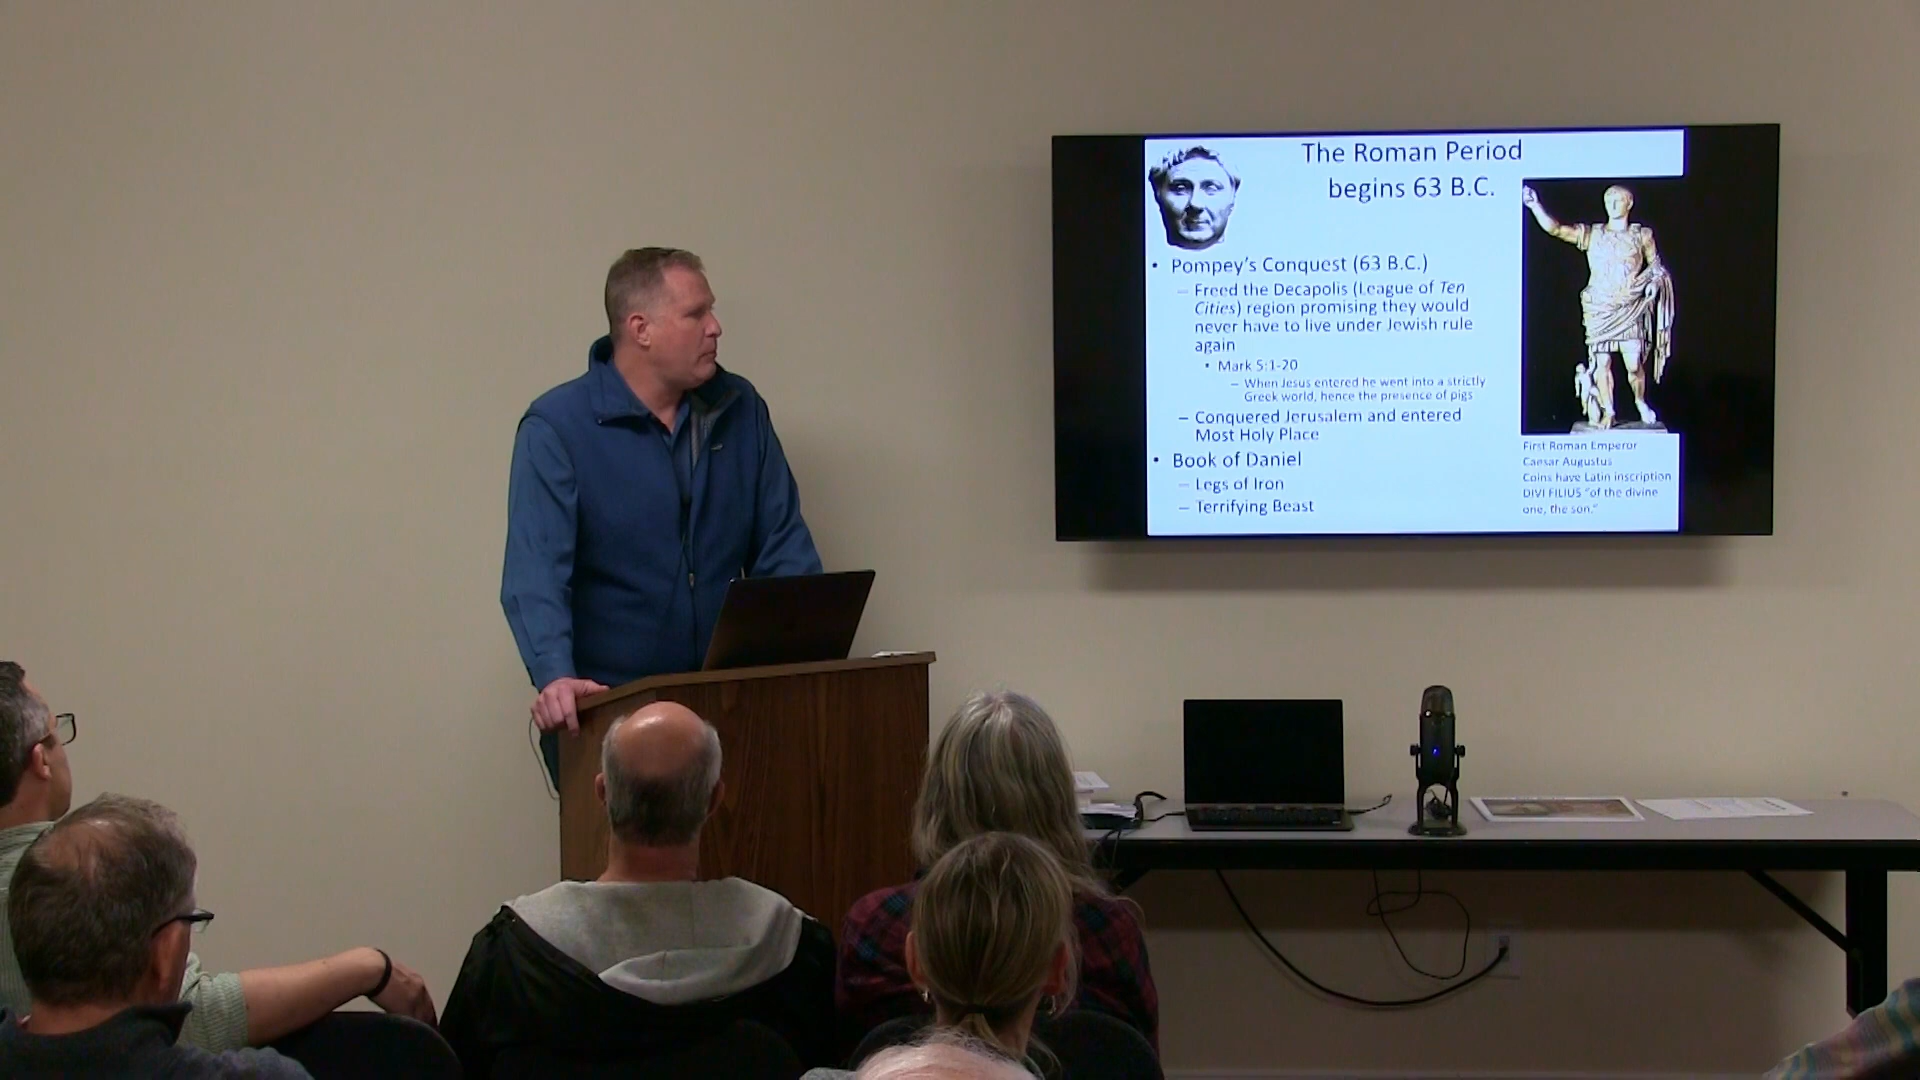 The Roman Period
begins 63 B.C.
• Pompey's Conquest (63 B.C.)
– Freed the Decapolis (League of Ten
Cities) region promising they would
never have to live under Jewish rule
again
• Mark 5:1-20
– When Jesus entered he went into a strictly
Greek world, hence the presence of pigs
– Conquered Jerusalem and entered
Most Holy Place
• Book of Daniel
– Legs of Iron
– Terrifying Beast
First Roman Emperor
Caesar Augustus
Coins have Latin inscription
DIVI FILIUS "of the divine
one, the son."